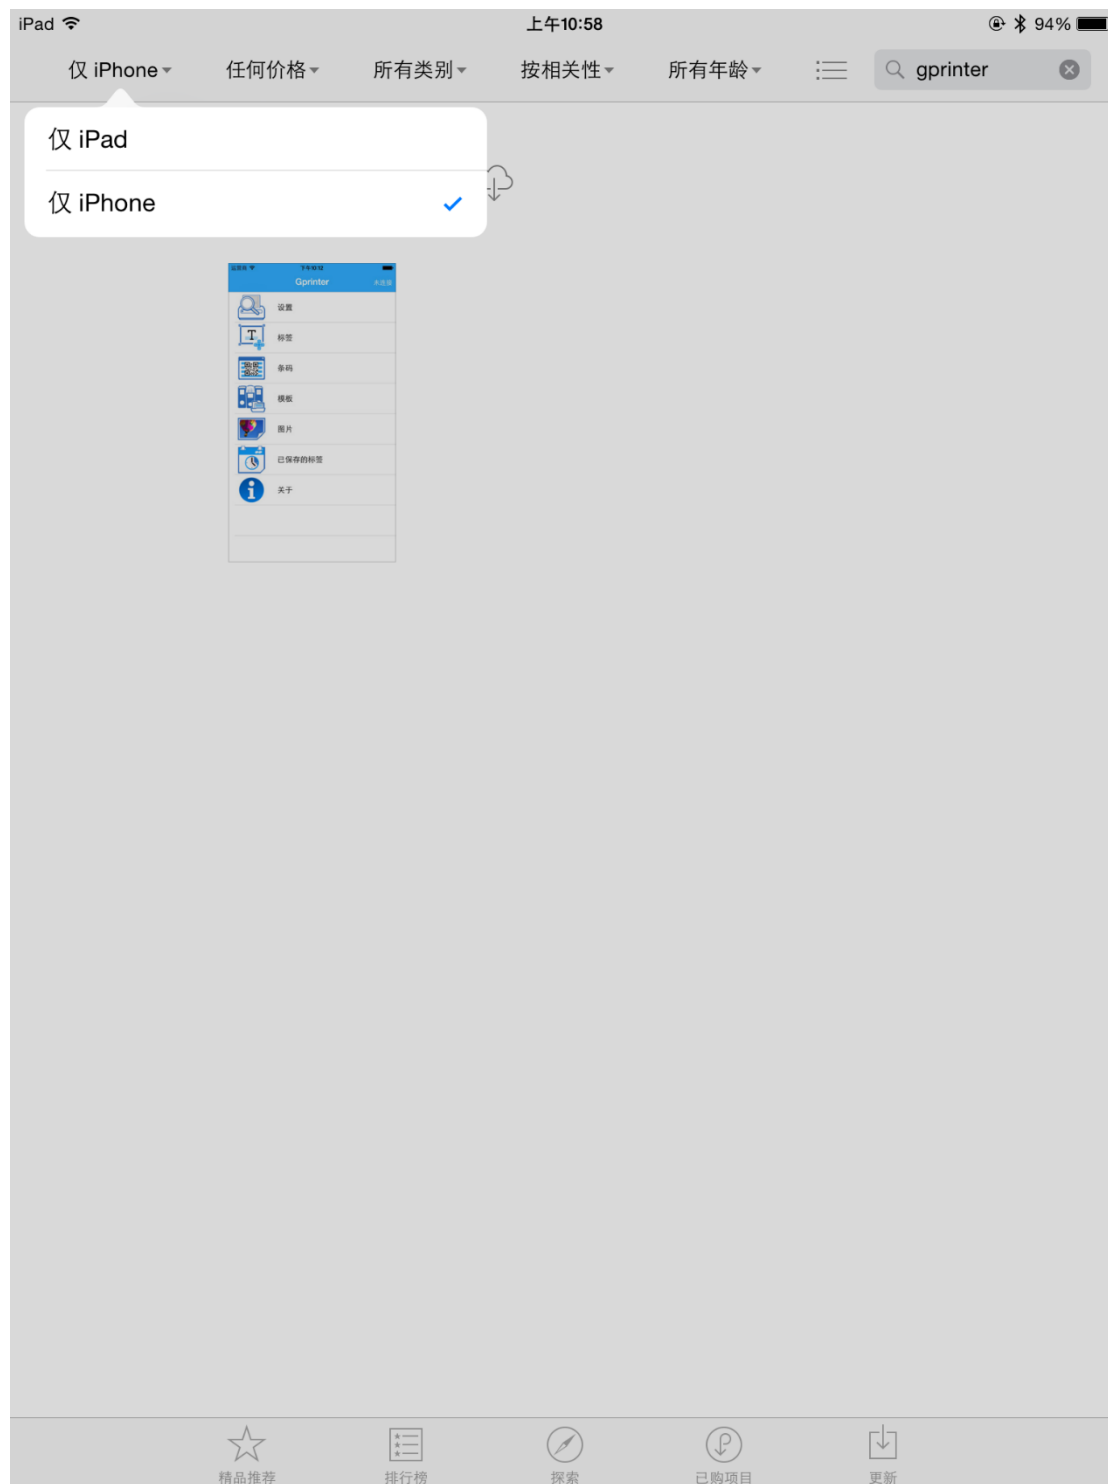 iPad 上午10:58 94%
仅 iPhone 任何价格 所有类别 按相关性 所有年龄 gprinter
仅 iPad
仅 iPhone
Gprinter 未连接
设置
标签
条码
模板
图片
已保存的标签
关于
精品推荐 排行榜 探索 已购项目 更新